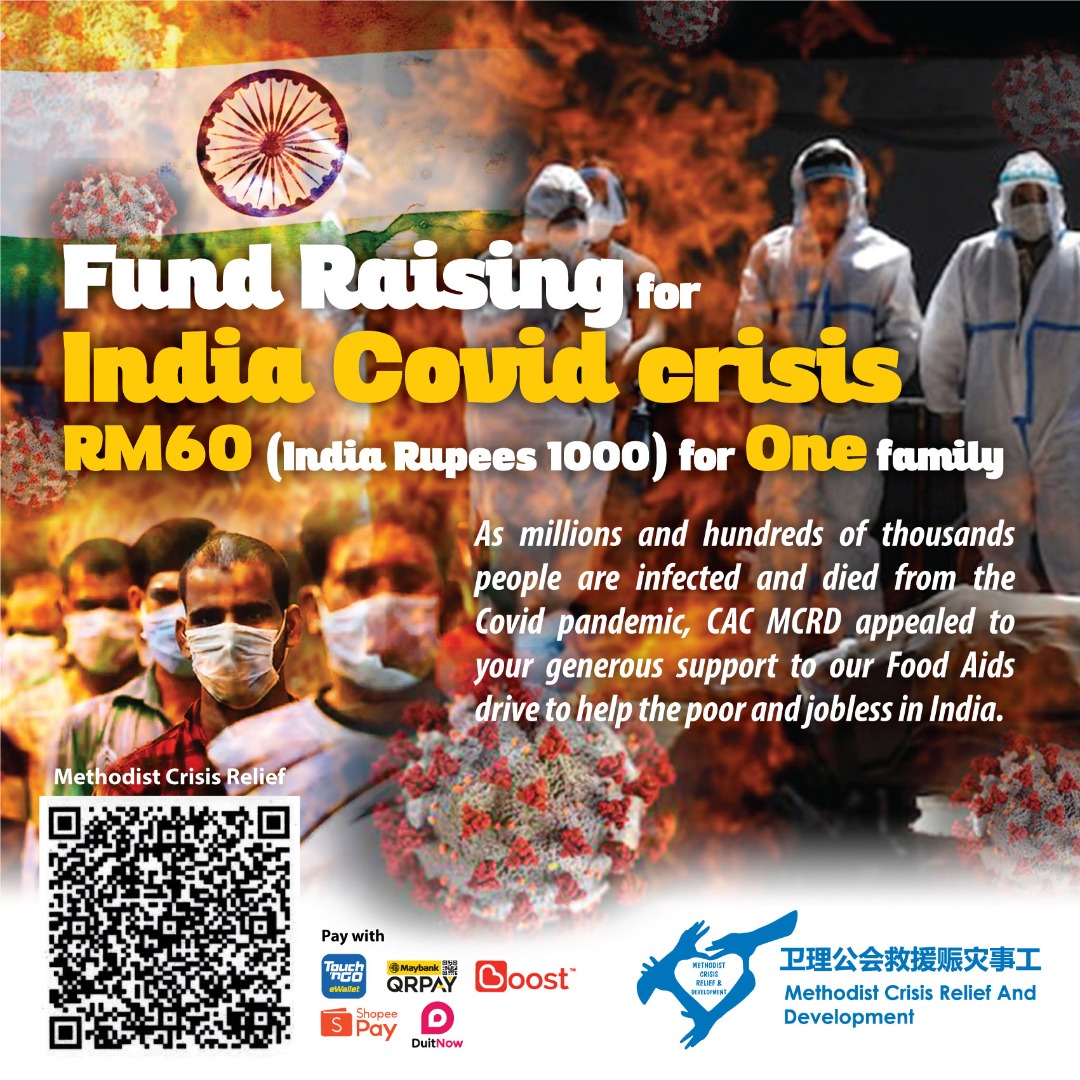 Fund Raising for
India Covid crisis
RM60 (India Rupees 1000) for One family
As millions and hundreds of thousands
people are infected and died from the
Covid pandemic, CAC MCRD appealed to
your generous support to our Food Aids
drive to help the poor and jobless in India.
Methodist Crisis Relief
Pay with
Touch
'nGO
eWallet
Maybank
QRPAY
Boost™
S Shopee
Pay
DuitNow
METHODIST
CRISIS
RELIEF &
DEVELOPMENT
卫理公会救援赈灾事工
Methodist Crisis Relief And
Development